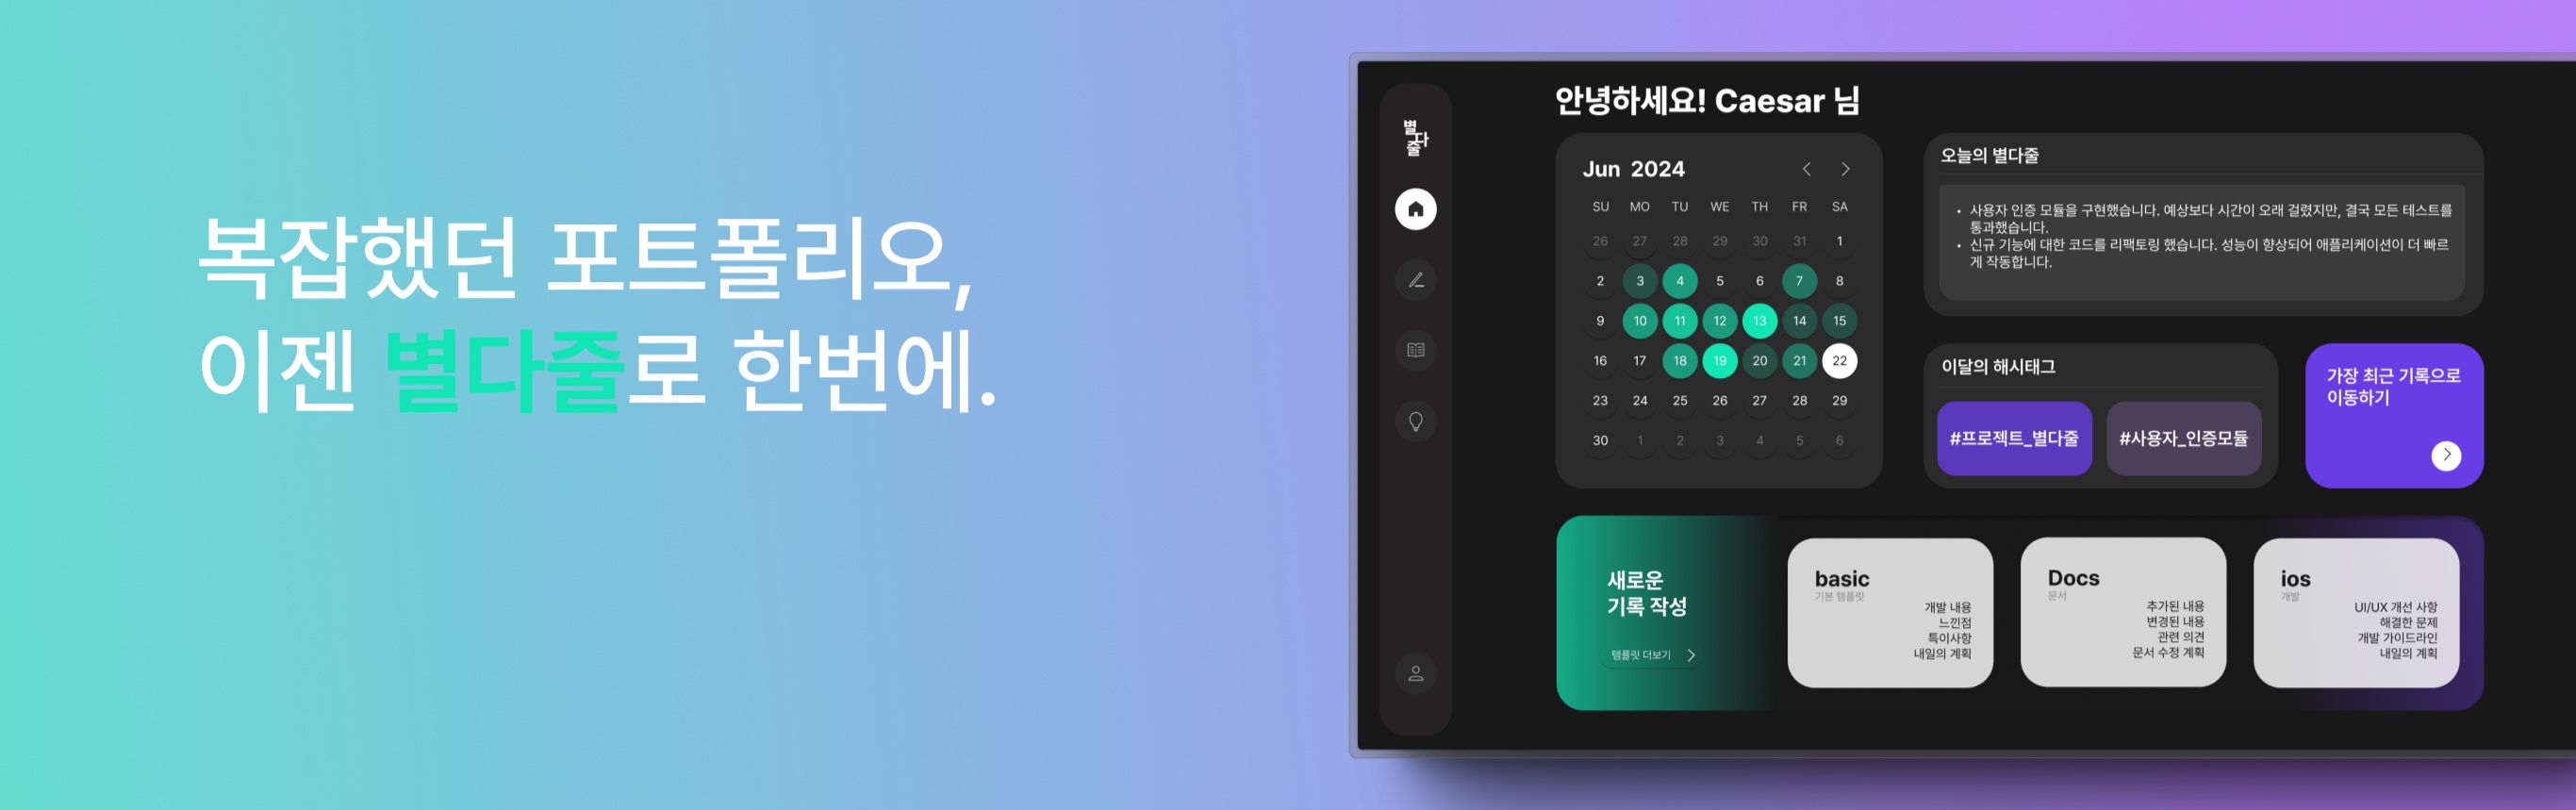 복잡했던 포트폴리오,
이젠 별다줄로 한번에.
별다줄
안녕하세요! Caesar 님
Jun 2024
SU MO TU WE TH FR SA
26 27 28 29 30 31 1
2 3 4 5 6 7 8
9 10 11 12 13 14 15
16 17 18 19 20 21 22
23 24 25 26 27 28 29
30 1 2 3 4 5 6
오늘의 별다줄
• 사용자 인증 모듈을 구현했습니다. 예상보다 시간이 오래 걸렸지만, 결국 모든 테스트를
통과했습니다.
• 신규 기능에 대한 코드를 리팩토링 했습니다. 성능이 향상되어 애플리케이션이 더 빠르
게 작동합니다.
이달의 해시태그
#프로젝트_별다줄
#사용자_인증모듈
가장 최근 기록으로
이동하기
새로운
기록 작성
템플릿 더보기
basic
기본 템플릿
개발 내용
느낀점
특이사항
내일의 계획
Docs
문서
추가된 내용
변경된 내용
관련 의견
문서 수정 계획
ios
개발
UI/UX 개선 사항
해결한 문제
개발 가이드라인
내일의 계획